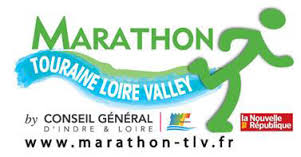 MARATHON
TOURAINE LOIRE VALLEY
by CONSEIL GÉNÉRAL
D'INDRE & LOIRE
la Nouvelle
République
www.marathon-tlv.fr